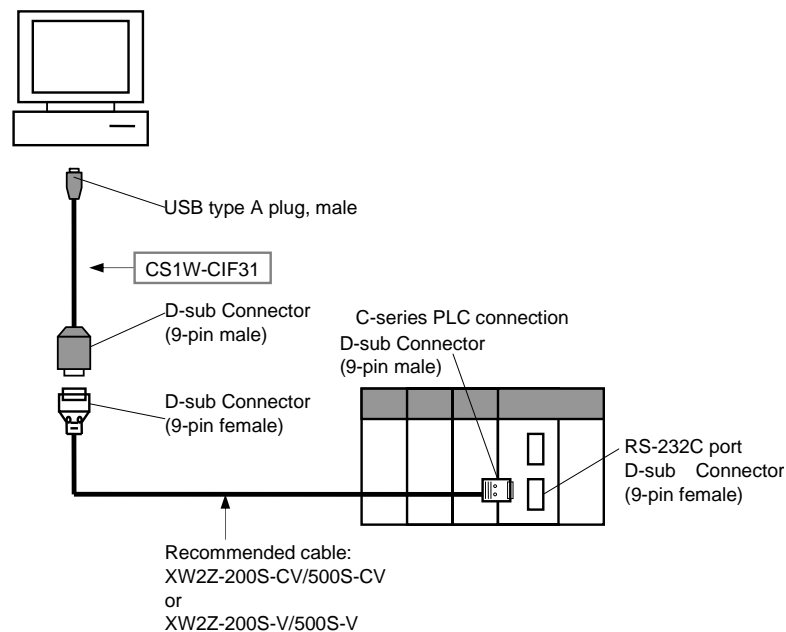 USB type A plug, male
CS1W-CIF31
D-sub Connector
(9-pin male)
C-series PLC connection
D-sub Connector
(9-pin male)
D-sub Connector
(9-pin female)
RS-232C port
D-sub Connector
(9-pin female)
Recommended cable:
XW2Z-200S-CV/500S-CV
or
XW2Z-200S-V/500S-V